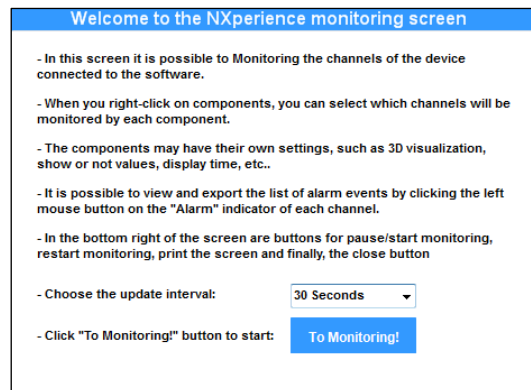 Welcome to the NXperience monitoring screen
- In this screen it is possible to Monitoring the channels of the device
connected to the software.
- When you right-click on components, you can select which channels will be
monitored by each component.
- The components may have their own settings, such as 3D visualization,
show or not values, display time, etc..
- It is possible to view and export the list of alarm events by clicking the left
mouse button on the "Alarm" indicator of each channel.
- In the bottom right of the screen are buttons for pause/start monitoring,
restart monitoring, print the screen and finally, the close button
- Choose the update interval: 30 Seconds
- Click "To Monitoring!" button to start: To Monitoring!